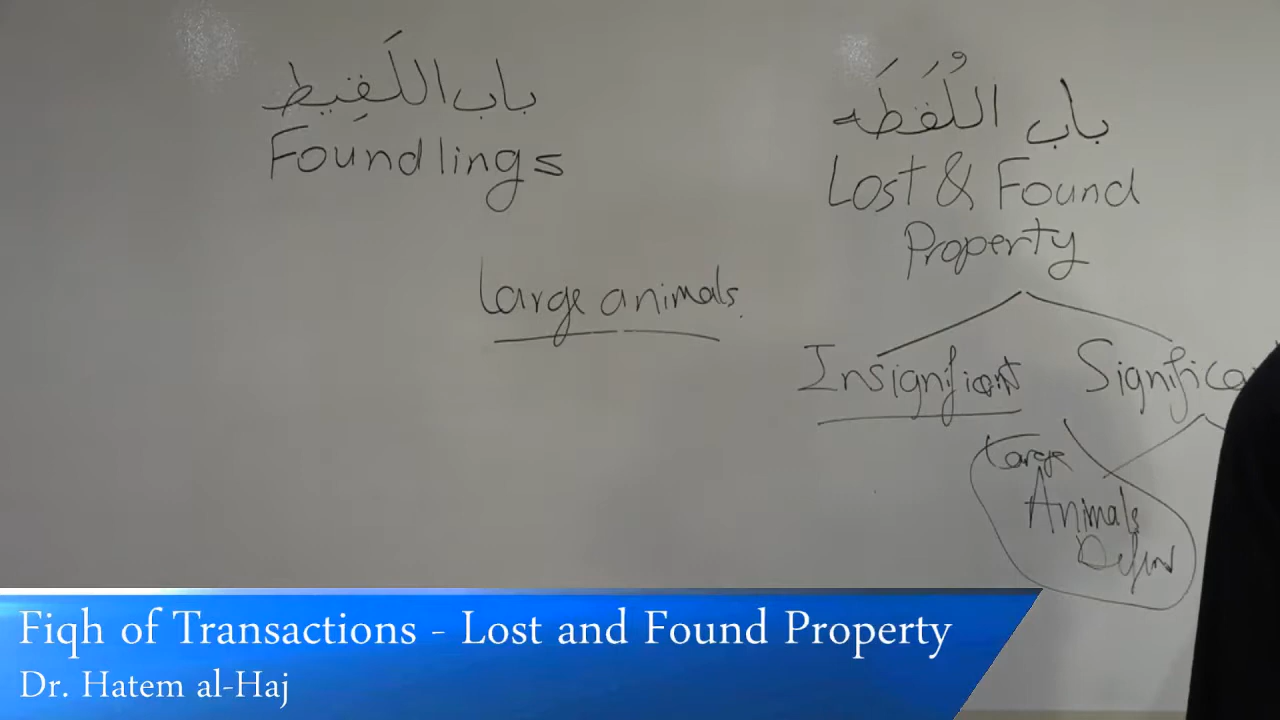 باب اللَقِيط
Foundlings
باب اللُقَطَه
Lost & Found
Property
Large animals.
Insignificant
Significa
Large
Animals
Fiqh of Transactions - Lost and Found Property
Dr. Hatem al-Haj